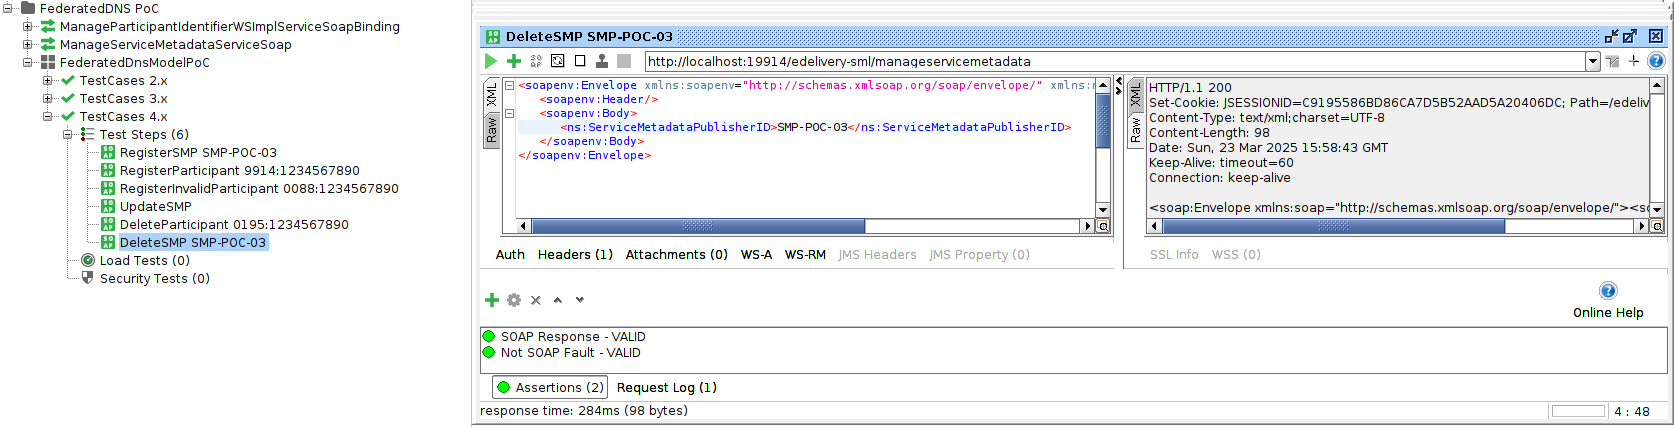 FederatedDNS PoC
ManageParticipantIdentifierWSImplServiceSoapBinding
ManageServiceMetadataServiceSoap
FederatedDnsModelPoC
TestCases 2.x
TestCases 3.x
TestCases 4.x
Test Steps (6)
RegisterSMP SMP-POC-03
RegisterParticipant 9914:1234567890
RegisterInvalidParticipant 0088:1234567890
UpdateSMP
DeleteParticipant 0195:1234567890
DeleteSMP SMP-POC-03
Load Tests (0)
Security Tests (0)
DeleteSMP SMP-POC-03
http://localhost:19914/edelivery-sml/manageservicemetadata
XML
Raw
<soapenv:Envelope xmlns:soapenv="http://schemas.xmlsoap.org/soap/envelope/" xmlns:
<soapenv:Header/>
<soapenv:Body>
<ns:ServiceMetadataPublisherID>SMP-POC-03</ns:ServiceMetadataPublisherID>
</soapenv:Body>
</soapenv:Envelope>
Auth Headers (1) Attachments (0) WS-A WS-RM JMS Headers JMS Property (0)
XML
Raw
HTTP/1.1 200
Set-Cookie: JSESSIONID=C9195586BD86CA7D5B52AAD5A20406DC; Path=/edeliv
Content-Type: text/xml;charset=UTF-8
Content-Length: 98
Date: Sun, 23 Mar 2025 15:58:43 GMT
Keep-Alive: timeout=60
Connection: keep-alive
<soap:Envelope xmlns:soap="http://schemas.xmlsoap.org/soap/envelope/"><so
SSL Info WSS (0)
Online Help
SOAP Response - VALID
Not SOAP Fault - VALID
Assertions (2) Request Log (1)
response time: 284ms (98 bytes)
4 : 48